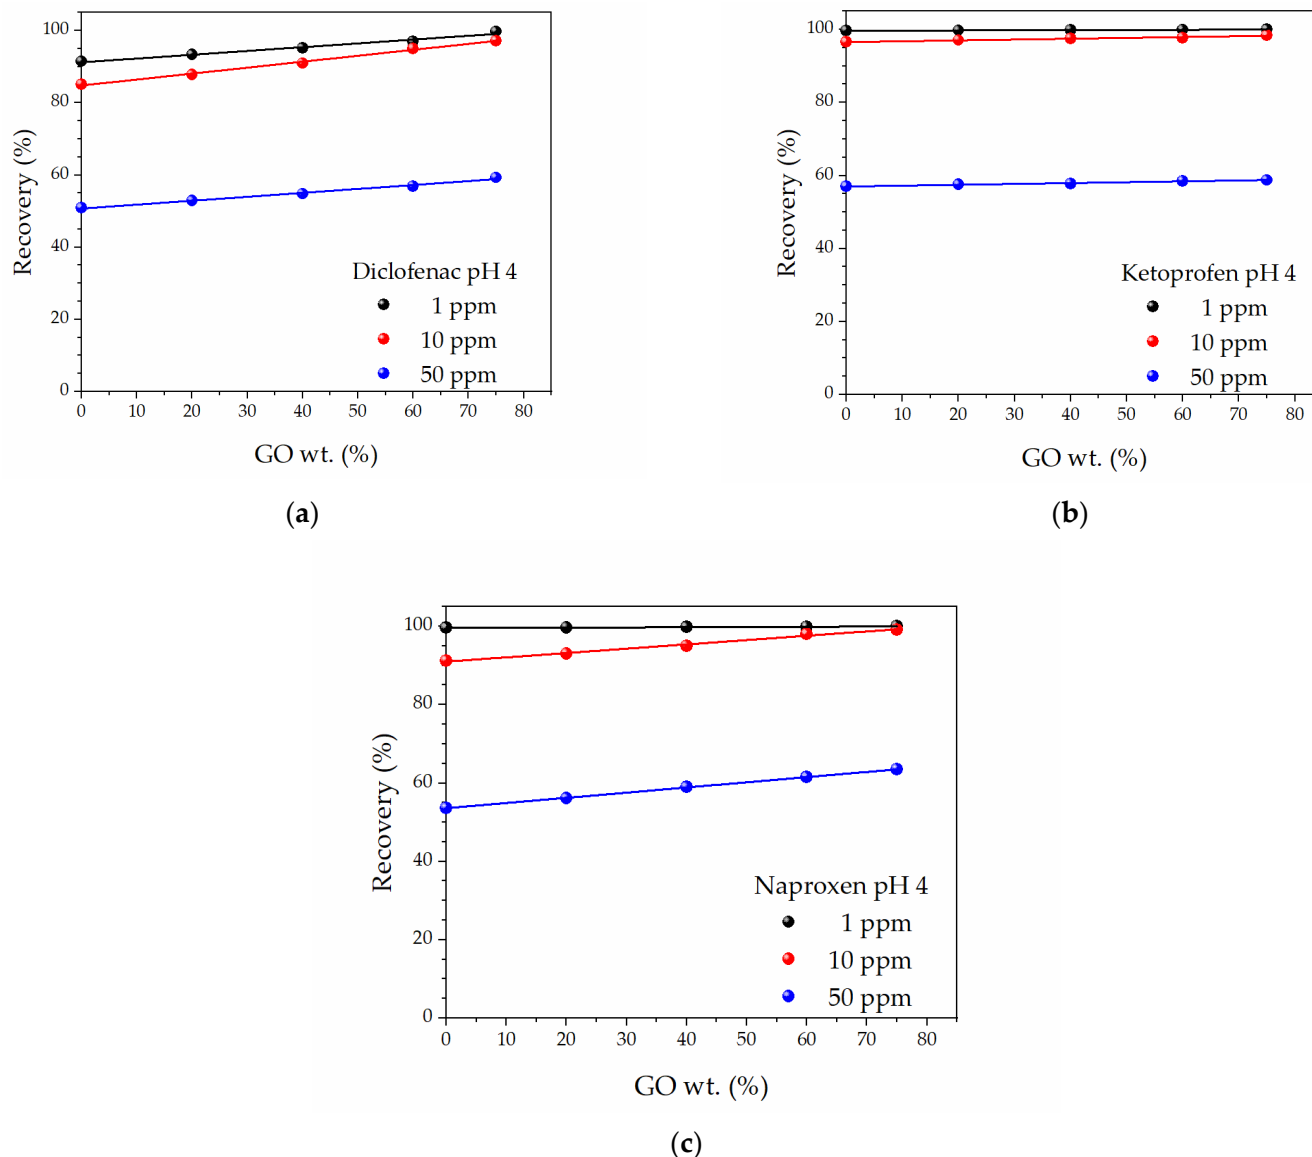 100
80
60
40
20
0
Recovery (%)
Diclofenac pH 4
1 ppm
10 ppm
50 ppm
0 10 20 30 40 50 60 70 80
GO wt. (%)
(a)
100
80
60
40
20
0
Recovery (%)
Ketoprofen pH 4
1 ppm
10 ppm
50 ppm
0 10 20 30 40 50 60 70 80
GO wt. (%)
(b)
100
80
60
40
20
0
Recovery (%)
Naproxen pH 4
1 ppm
10 ppm
50 ppm
0 10 20 30 40 50 60 70 80
GO wt. (%)
(c)